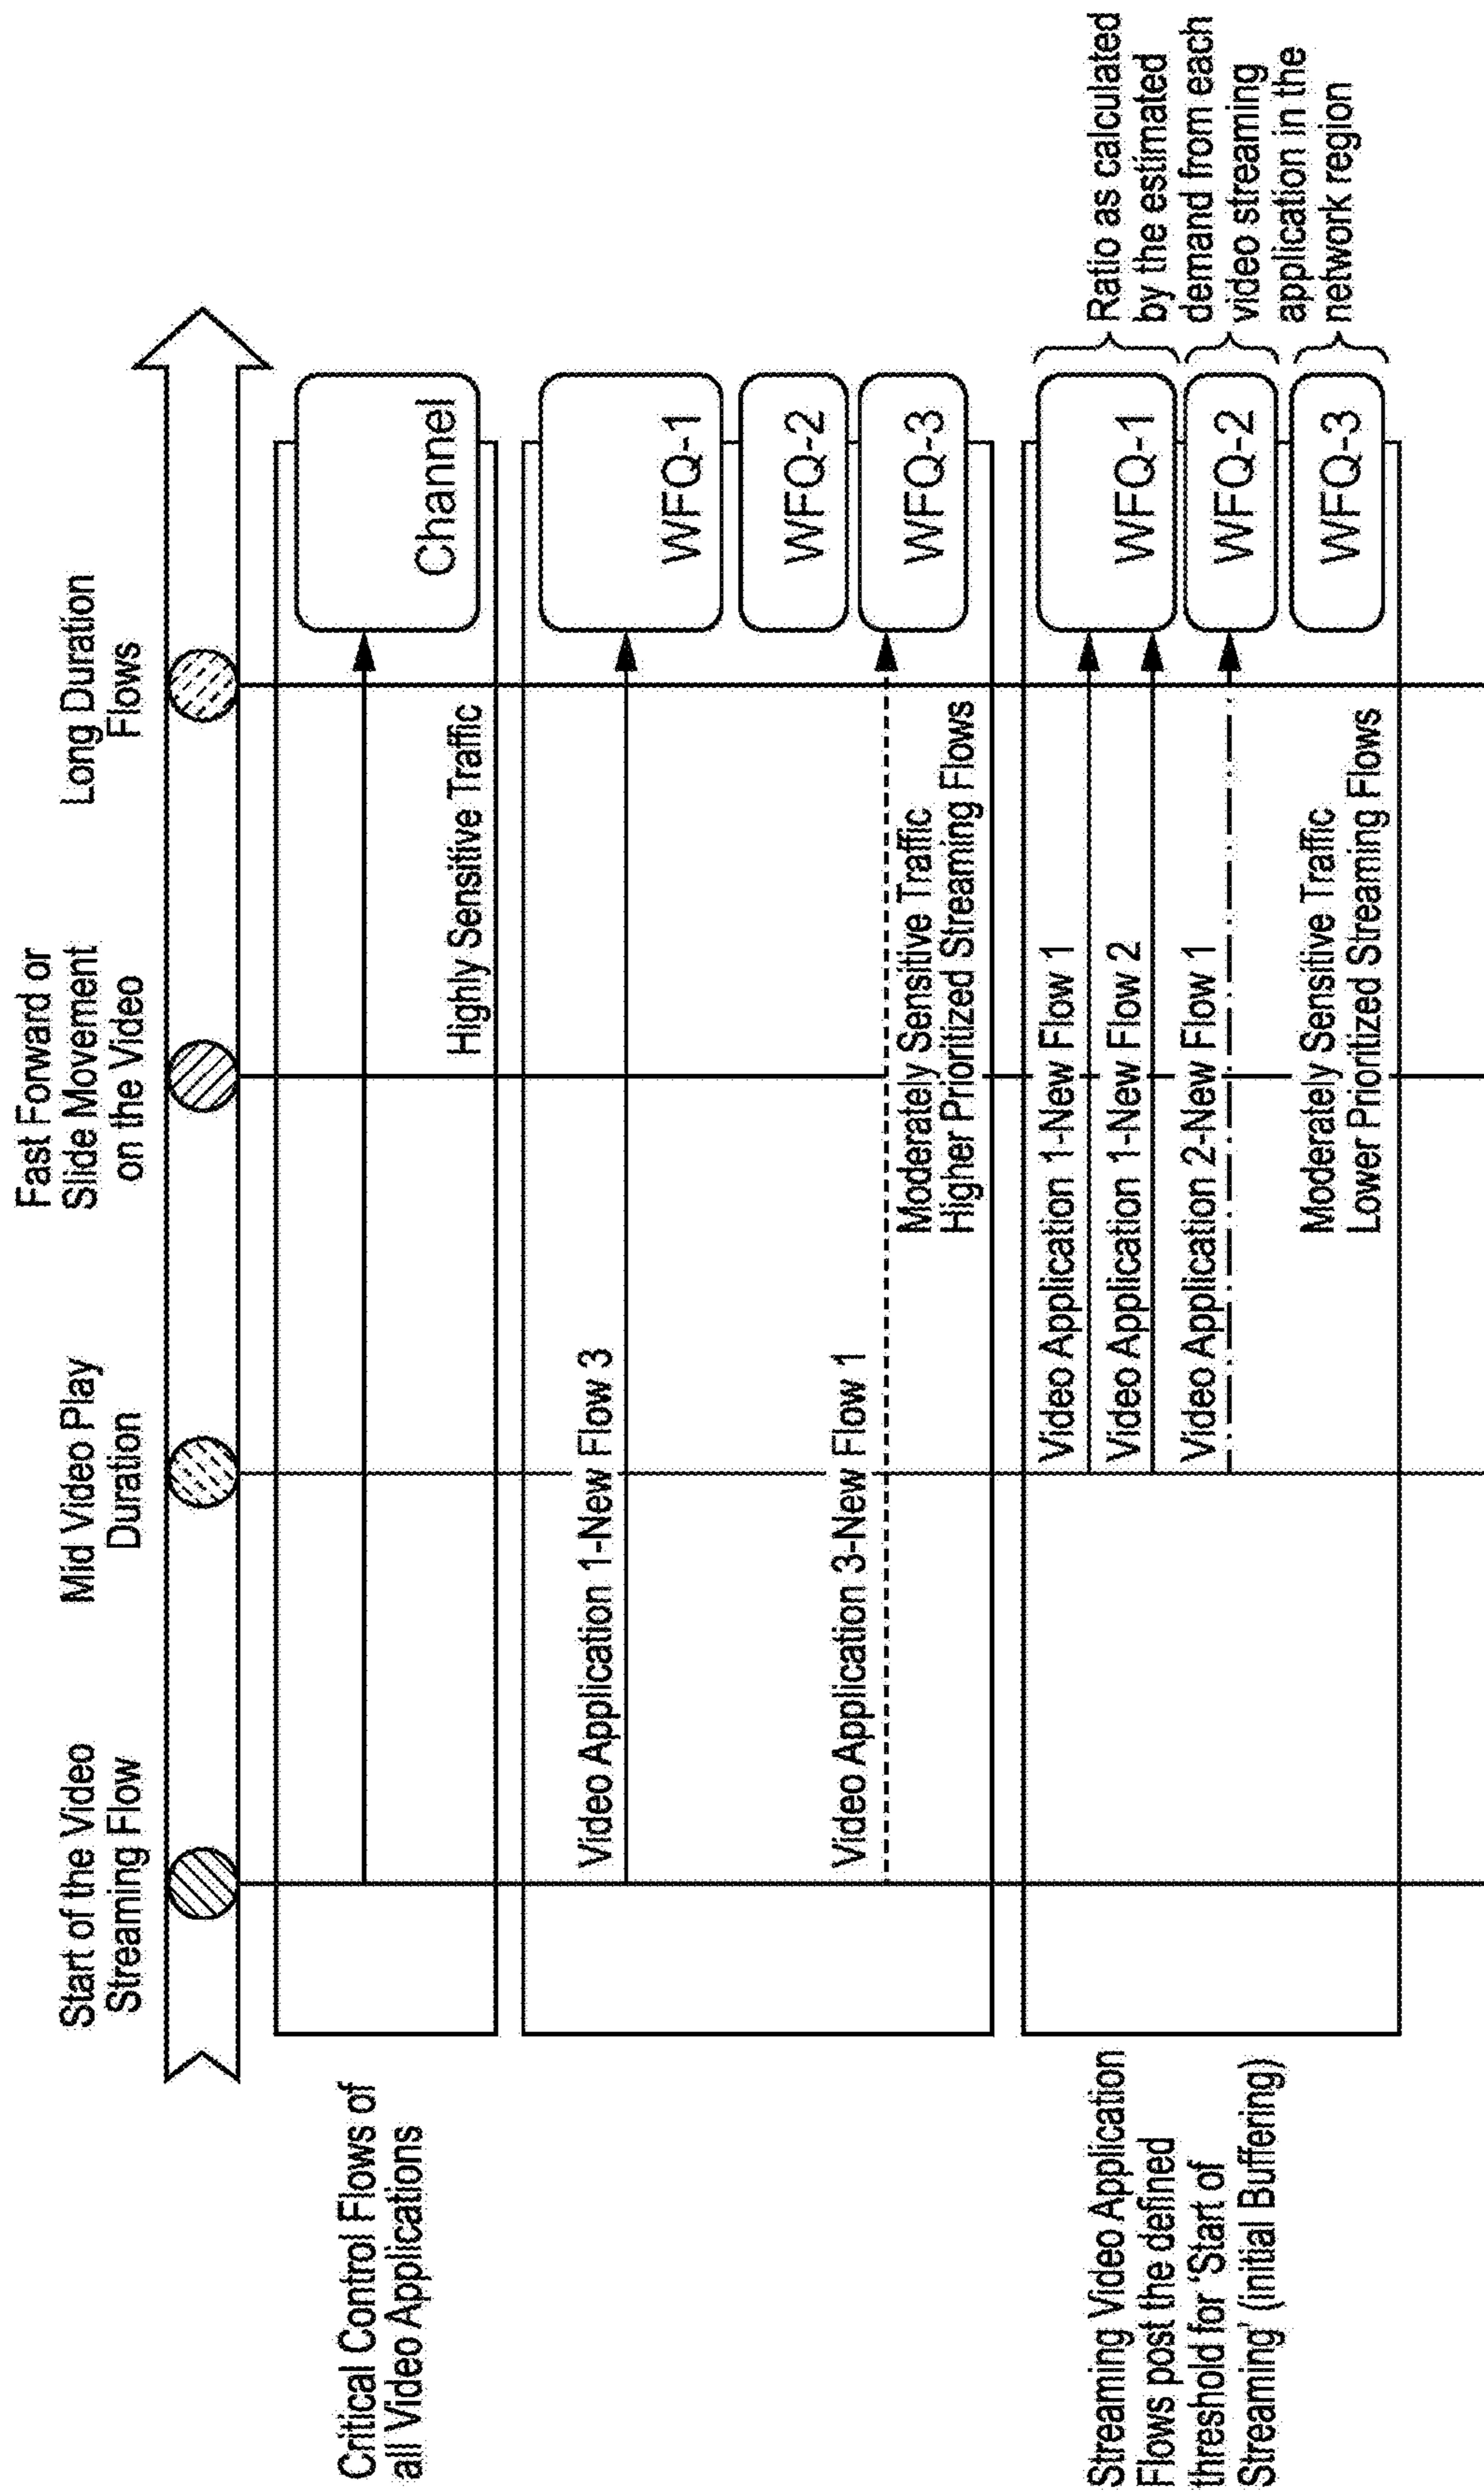 Start of the Video
Streaming Flow
Mid Video Play
Duration
Fast Forward or
Slide Movement
on the Video
Long Duration
Flows
Critical Control Flows of
all Video Applications
Highly Sensitive Traffic
Channel
Video Application 1-New Flow 3
WFQ-1
WFQ-2
Video Application 3-New Flow 1
WFQ-3
Moderately Sensitive Traffic
Higher Prioritized Streaming Flows
Streaming Video Application
Flows post the defined
threshold for 'Start of
Streaming' (initial Buffering)
Video Application 1-New Flow 1
Video Application 1-New Flow 2
WFQ-1
Video Application 2-New Flow 1
WFQ-2
Moderately Sensitive Traffic
Lower Prioritized Streaming Flows
WFQ-3
Ratio as calculated
by the estimated
demand from each
video streaming
application in the
network region